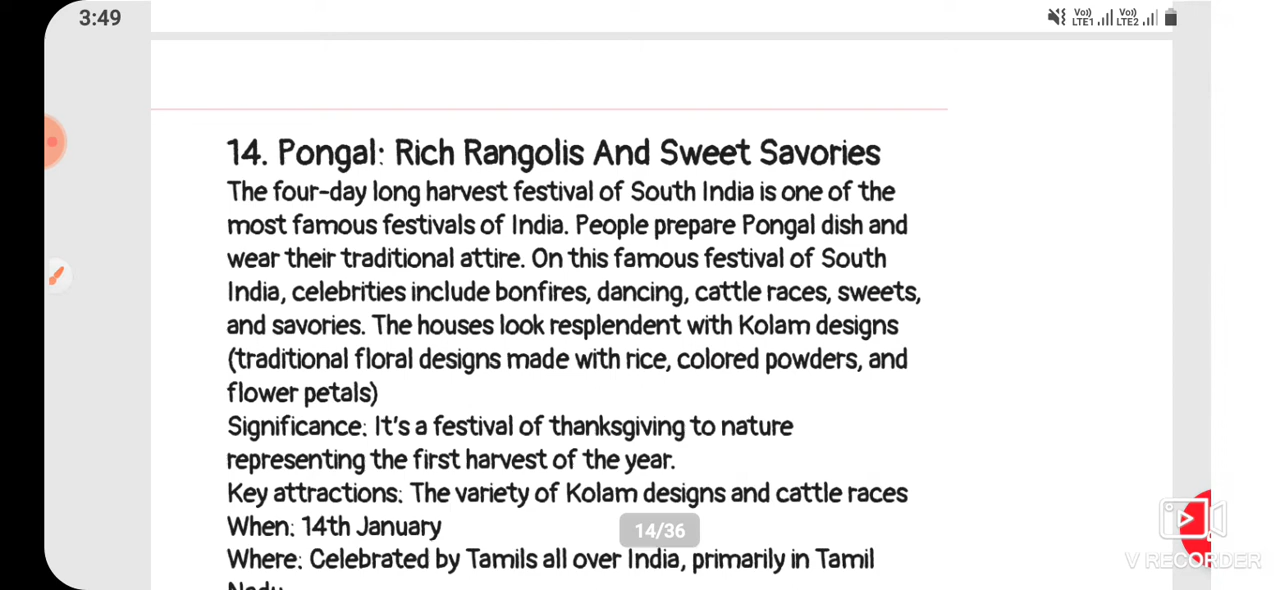 3:49
Vo)) LTE1 Vo)) LTE2
14. Pongal: Rich Rangolis And Sweet Savories
The four-day long harvest festival of South India is one of the
most famous festivals of India. People prepare Pongal dish and
wear their traditional attire. On this famous festival of South
India, celebrities include bonfires, dancing, cattle races, sweets,
and savories. The houses look resplendent with Kolam designs
(traditional floral designs made with rice, colored powders, and
flower petals)
Significance: It's a festival of thanksgiving to nature
representing the first harvest of the year.
Key attractions: The variety of Kolam designs and cattle races
When: 14th January
14/36
Where: Celebrated by Tamils all over India, primarily in Tamil
Nadu
V RECORDER